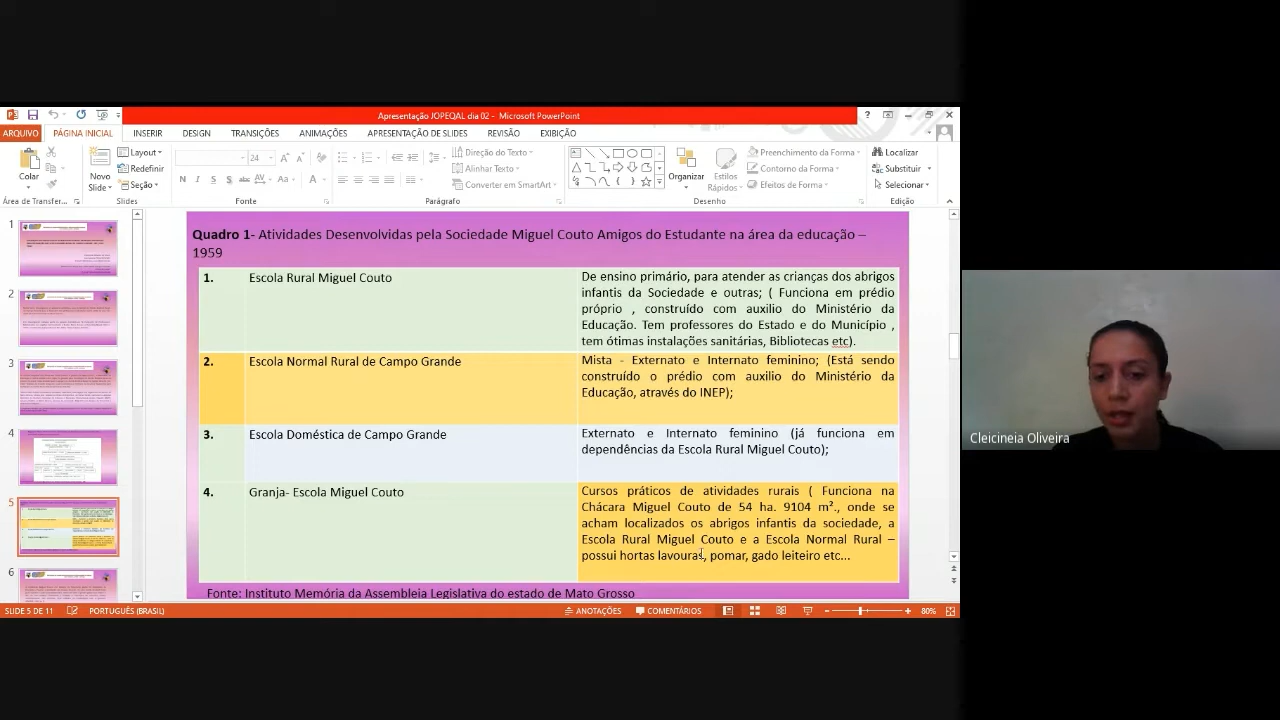 Apresentação JOPEQAL dia 02 - Microsoft PowerPoint
ARQUIVO PÁGINA INICIAL INSERIR DESIGN TRANSIÇÕES ANIMAÇÕES APRESENTAÇÃO DE SLIDES REVISÃO EXIBIÇÃO
Colar
Novo Slide
Layout
Redefinir
Seção
24
N I S S abc AV Aa A
Direção do Texto
Alinhar Texto
Converter em SmartArt
Organizar
Estilos Rápidos
Preenchimento da Forma
Contorno da Forma
Efeitos de Forma
Localizar
Substituir
Selecionar
Área de Transfer... Slides Fonte Parágrafo Desenho Edição
1
2
3
4
5
6
Quadro 1- Atividades Desenvolvidas pela Sociedade Miguel Couto Amigos do Estudante na área da educação –
1959
1. Escola Rural Miguel Couto
De ensino primário, para atender as crianças dos abrigos
infantis da Sociedade e outras; ( Funciona em prédio
próprio , construído com auxilio do Ministério da
Educação. Tem professores do Estado e do Município ,
tem ótimas instalações sanitárias, Bibliotecas etc).
2. Escola Normal Rural de Campo Grande
Mista - Externato e Internato feminino; (Está sendo
construído o prédio com auxilio do Ministério da
Educação, através do INEP);
3. Escola Doméstica de Campo Grande
Externato e Internato feminino (já funciona em
dependências da Escola Rural Miguel Couto);
4. Granja- Escola Miguel Couto
Cursos práticos de atividades rurais ( Funciona na
Chácara Miguel Couto de 54 ha. 9104 m²., onde se
acham localizados os abrigos infantis da sociedade, a
Escola Rural Miguel Couto e a Escola Normal Rural –
possui hortas lavouras, pomar, gado leiteiro etc...
Fonte: Instituto Memória da Assembleia Legislativa do estado de Mato Grosso
Cleicineia Oliveira
SLIDE 5 DE 11 PORTUGUÊS (BRASIL) ANOTAÇÕES COMENTÁRIOS 80%